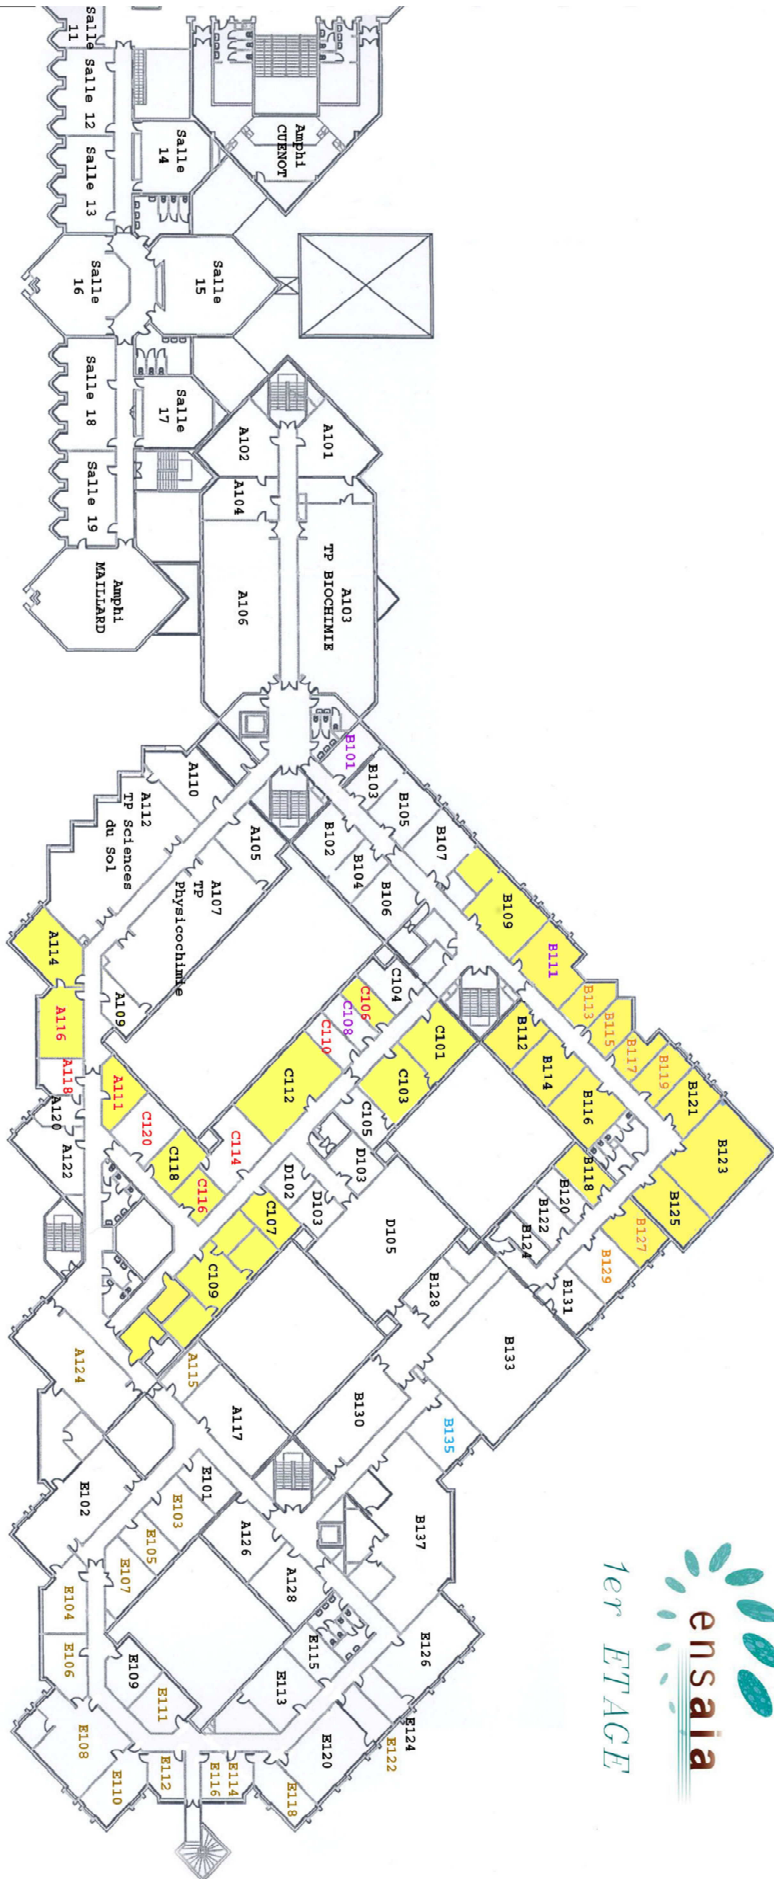 Salle
11
Salle 12
Salle 13
Salle
14
Amphi
CUENOT
Salle
15
Salle
16
Salle
17
Salle 18
Salle 19
Amphi
MAILLARD
A101
A102
A104
A103
TP BIOCHIMIE
A106
A110
A112
TP Sciences
du Sol
A105
A107
TP
Physicochimie
A109
A114
A116
A118
A120
A122
A111
C120
C118
C116
C114
C112
C110
C108
C106
C104
C101
C103
C105
D103
D102
D103
D105
C107
C109
B101
B103
B105
B107
B102
B104
B106
B109
B111
B113
B115
B117
B119
B121
B123
B125
B127
B129
B131
B112
B114
B116
B118
B120
B122
B124
B128
B130
B133
B135
B137
A115
A117
A124
A126
A128
E101
E102
E103
E105
E107
E104
E106
E109
E111
E108
E110
E112
E114
E116
E118
E113
E115
E120
E122
E124
E126
ensaia
1er ETAGE